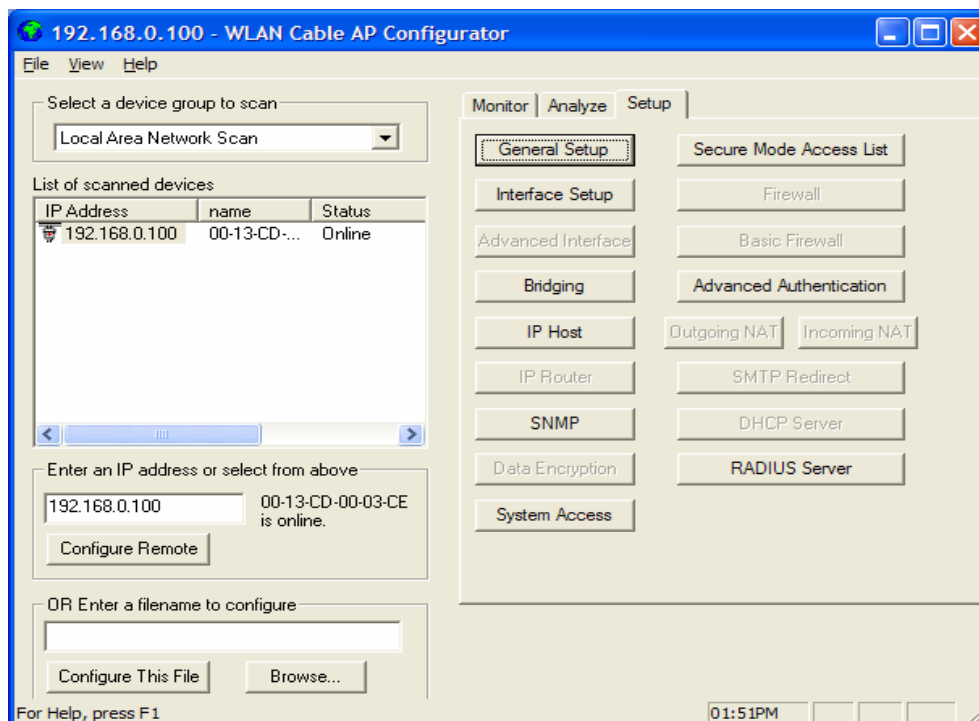 192.168.0.100 - WLAN Cable AP Configurator
File View Help
Select a device group to scan
Local Area Network Scan
List of scanned devices
IP Address name Status
192.168.0.100 00-13-CD-... Online
Enter an IP address or select from above
192.168.0.100
00-13-CD-00-03-CE
is online.
Configure Remote
OR Enter a filename to configure
Configure This File Browse...
Monitor Analyze Setup
General Setup Secure Mode Access List
Interface Setup Firewall
Advanced Interface Basic Firewall
Bridging Advanced Authentication
IP Host Outgoing NAT Incoming NAT
IP Router SMTP Redirect
SNMP DHCP Server
Data Encryption RADIUS Server
System Access
For Help, press F1 01:51PM